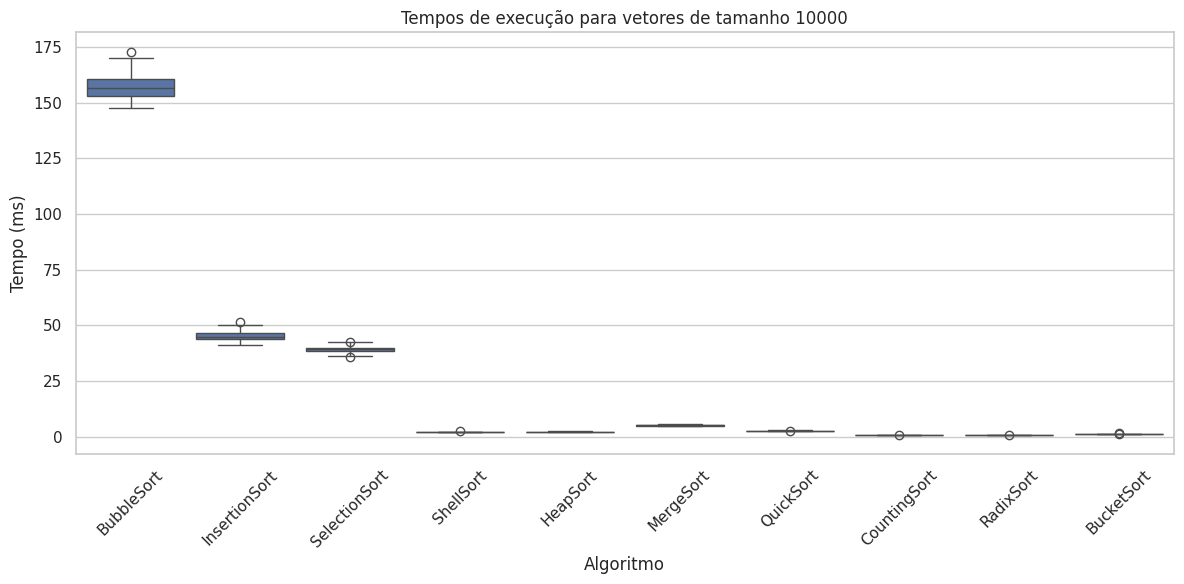 Tempos de execução para vetores de tamanho 10000
Tempo (ms)
175
150
125
100
75
50
25
0
BubbleSort
InsertionSort
SelectionSort
ShellSort
HeapSort
MergeSort
QuickSort
CountingSort
RadixSort
BucketSort
Algoritmo